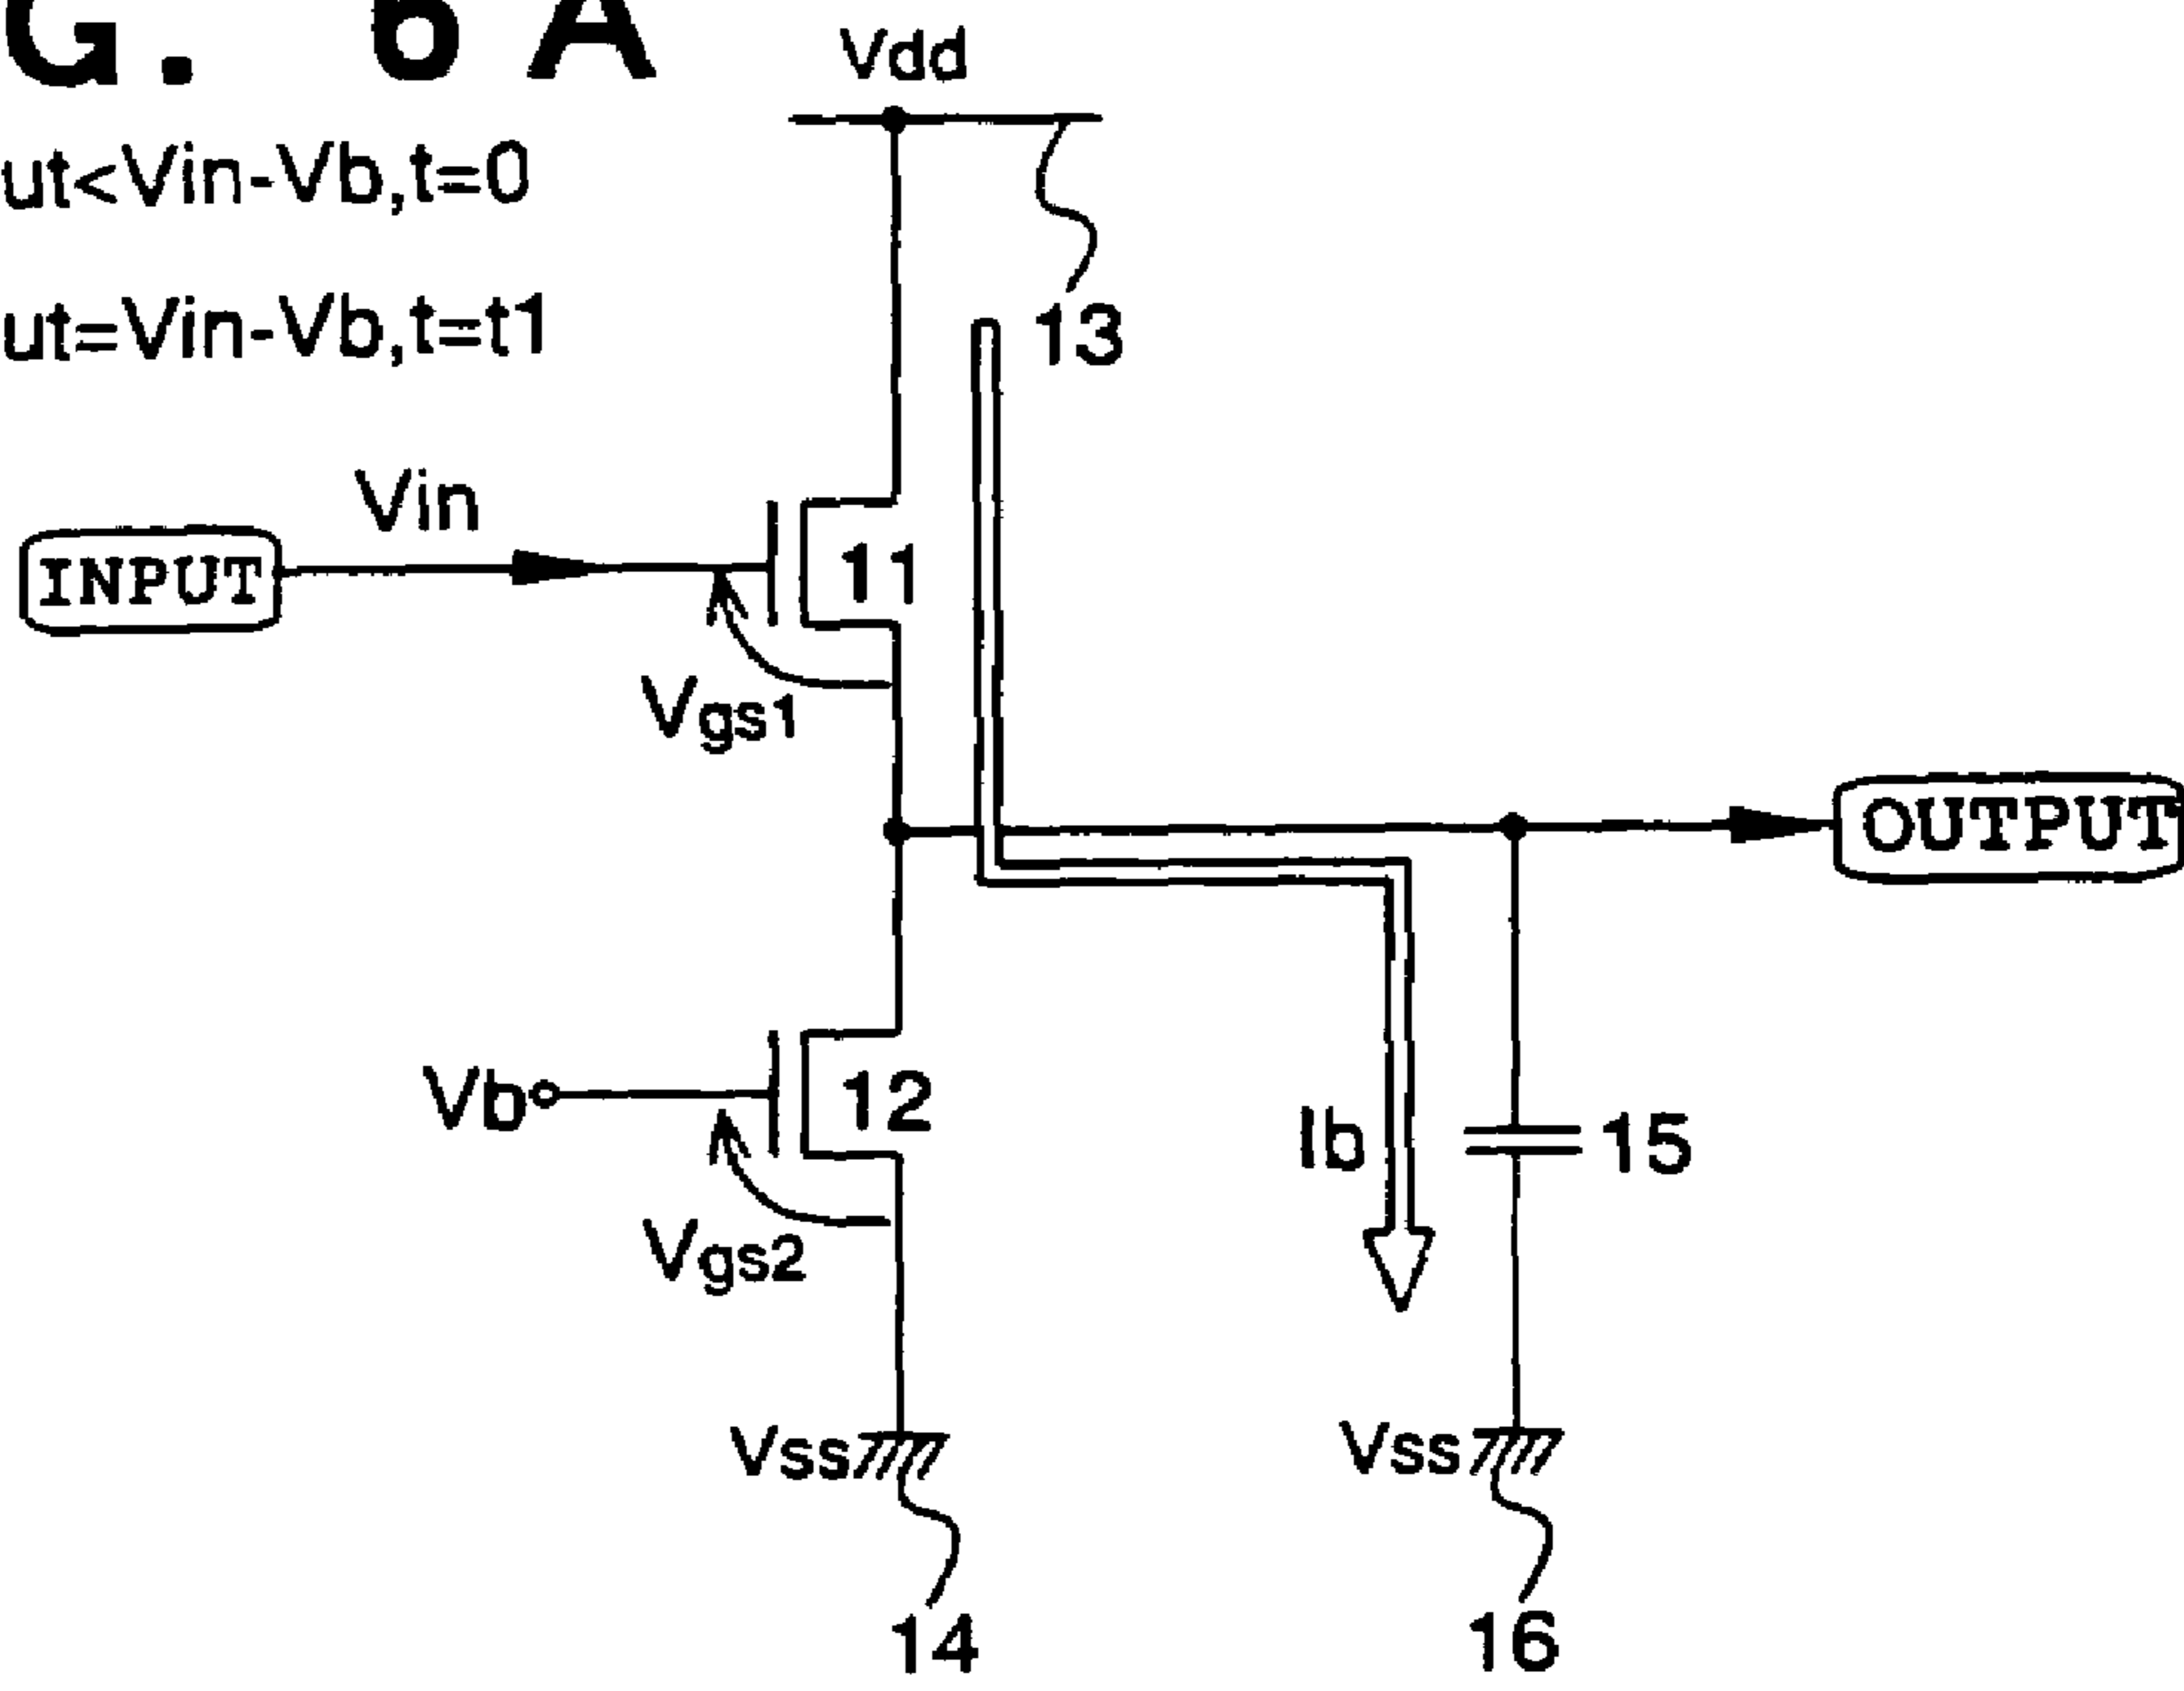 G. 6A
Vdd
ut<Vin-Vb,t=0
ut=Vin-Vb,t=t1
13
Vin
INPUT
11
Vgs1
OUTPUT
Vb
12
Ib
15
Vgs2
Vss
Vss
14
16